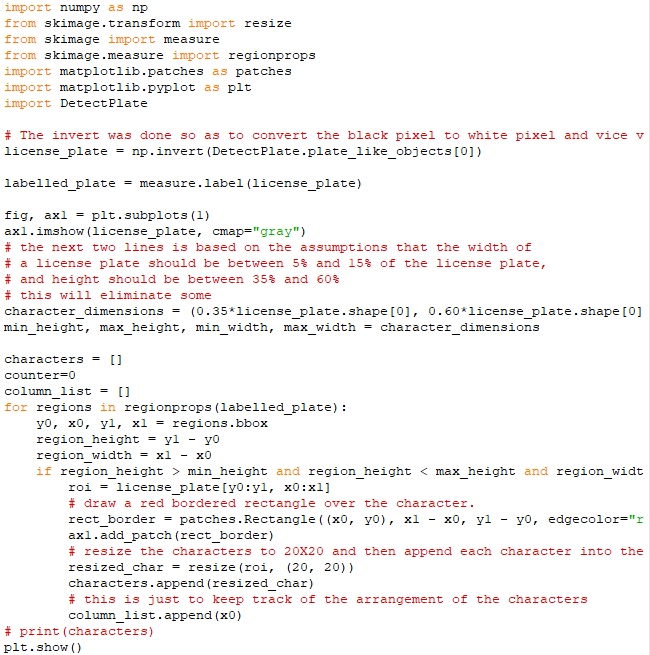 import numpy as np
from skimage.transform import resize
from skimage import measure
from skimage.measure import regionprops
import matplotlib.patches as patches
import matplotlib.pyplot as plt
import DetectPlate

# The invert was done so as to convert the black pixel to white pixel and vice v
license_plate = np.invert(DetectPlate.plate_like_objects[0])

labelled_plate = measure.label(license_plate)

fig, ax1 = plt.subplots(1)
ax1.imshow(license_plate, cmap="gray")
# the next two lines is based on the assumptions that the width of
# a license plate should be between 5% and 15% of the license plate,
# and height should be between 35% and 60%
# this will eliminate some
character_dimensions = (0.35*license_plate.shape[0], 0.60*license_plate.shape[0]
min_height, max_height, min_width, max_width = character_dimensions

characters = []
counter=0
column_list = []
for regions in regionprops(labelled_plate):
    y0, x0, y1, x1 = regions.bbox
    region_height = y1 - y0
    region_width = x1 - x0
    if region_height > min_height and region_height < max_height and region_widt
        roi = license_plate[y0:y1, x0:x1]
        # draw a red bordered rectangle over the character.
        rect_border = patches.Rectangle((x0, y0), x1 - x0, y1 - y0, edgecolor="r
        ax1.add_patch(rect_border)
        # resize the characters to 20X20 and then append each character into the
        resized_char = resize(roi, (20, 20))
        characters.append(resized_char)
        # this is just to keep track of the arrangement of the characters
        column_list.append(x0)
# print(characters)
plt.show()